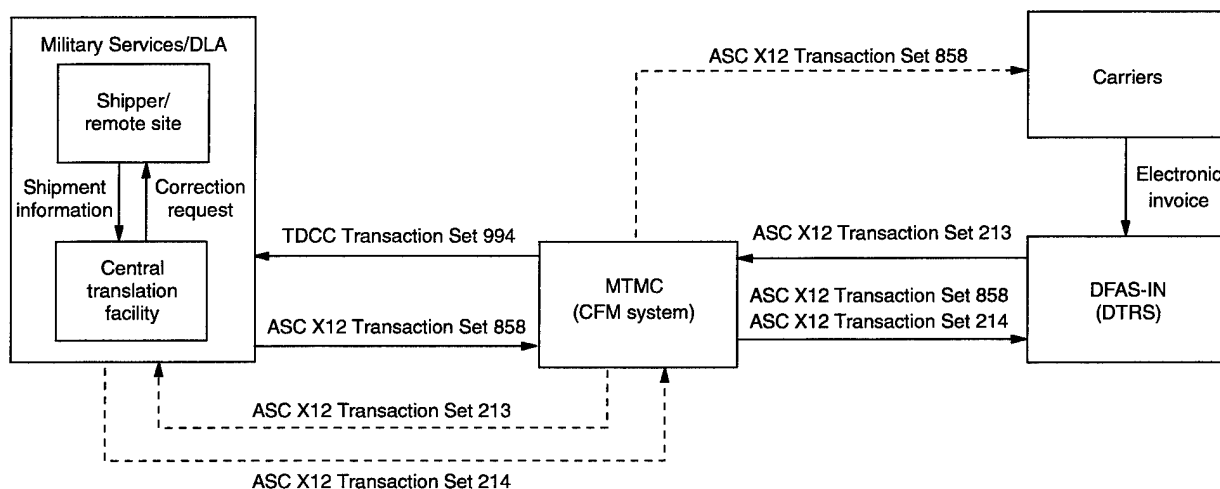 Military Services/DLA
Shipper/
remote site
Shipment
information
Correction
request
Central
translation
facility
ASC X12 Transaction Set 858
Carriers
Electronic
invoice
TDCC Transaction Set 994
ASC X12 Transaction Set 213
MTMC
(CFM system)
ASC X12 Transaction Set 858
ASC X12 Transaction Set 214
DFAS-IN
(DTRS)
ASC X12 Transaction Set 858
ASC X12 Transaction Set 213
ASC X12 Transaction Set 214